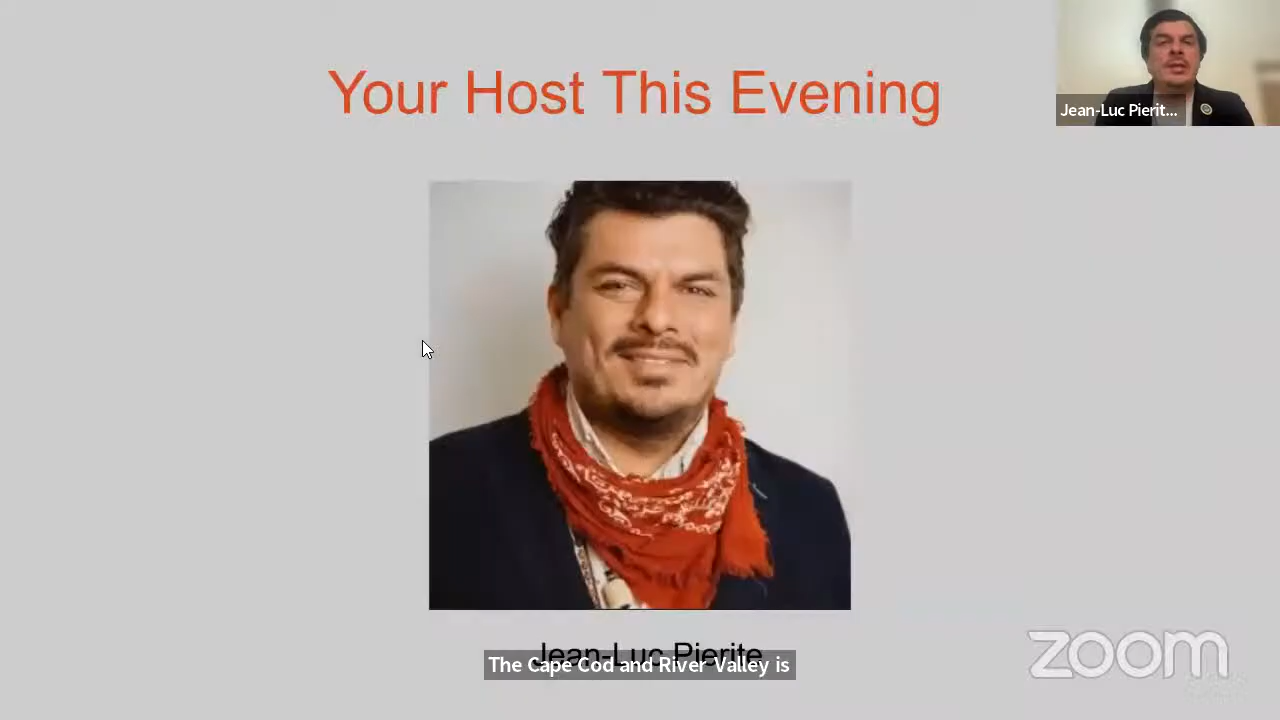 Your Host This Evening
Jean-Luc Pierit...
Jean-Luc Pierite
The Cape Cod and River Valley is
zoom